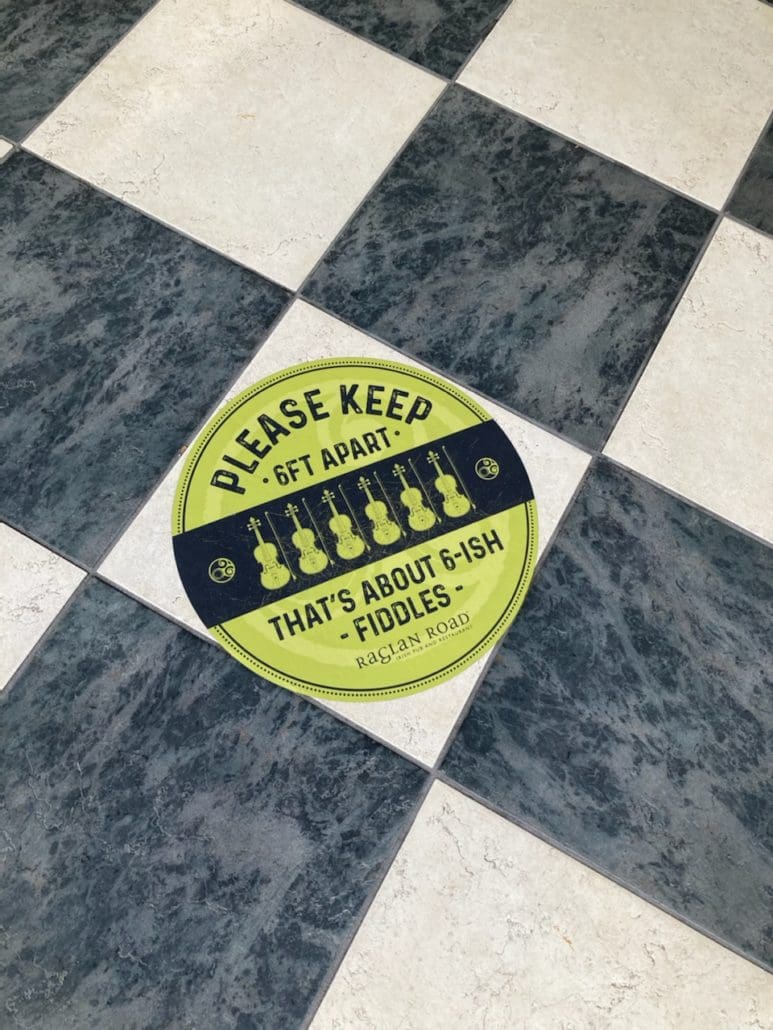 PLEASE KEEP
· 6FT APART ·
THAT'S ABOUT 6-ISH
- FIDDLES -
RAGLAN ROAD
IRISH PUB AND RESTAURANT